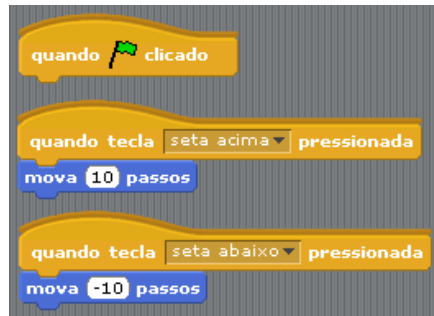 quando clicado
quando tecla seta acima pressionada
mova 10 passos
quando tecla seta abaixo pressionada
mova -10 passos